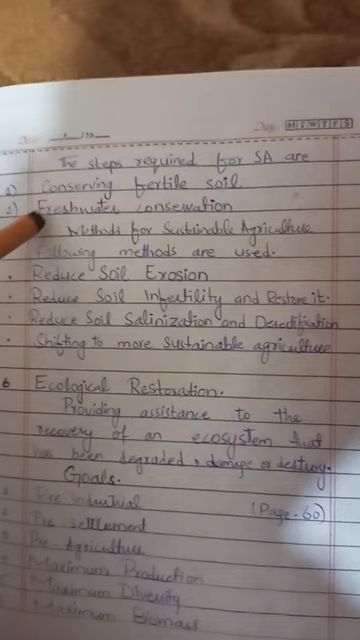 Day: M T W T F S
The steps required for SA are
1) Conserving fertile soil
2) Freshwater conservation
Methods for Sustainable Agriculture
Following methods are used.
• Reduce Soil Erosion
• Reduce Soil Infertility and Restore it.
• Reduce Soil Salinization and Desertification
• Shifting to more sustainable agriculture
6 Ecological Restoration.
Providing assistance to the
recovery of an ecosystem that
has been degraded, damage or destroy.
Goals.
Pre industrial (Page-60)
Pre settlement
Pre Agriculture
Maximum Production
Maximum Diversity
Maximum Biomass